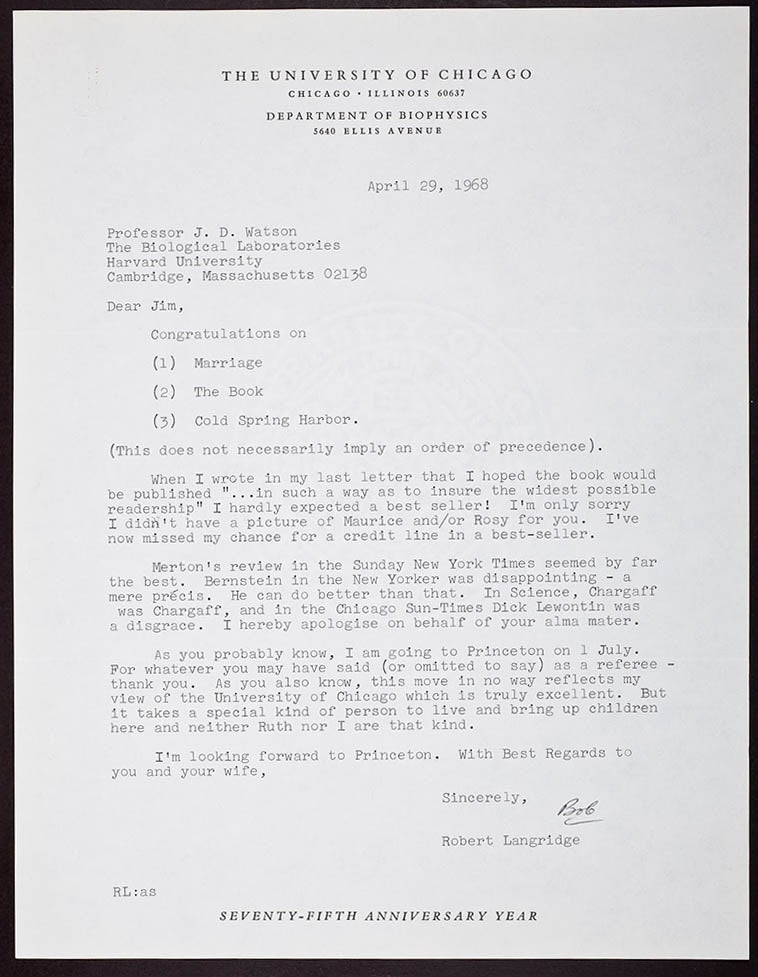 THE UNIVERSITY OF CHICAGO
CHICAGO · ILLINOIS 60637
DEPARTMENT OF BIOPHYSICS
5640 ELLIS AVENUE
April 29, 1968
Professor J. D. Watson
The Biological Laboratories
Harvard University
Cambridge, Massachusetts 02138
Dear Jim,
Congratulations on
(1) Marriage
(2) The Book
(3) Cold Spring Harbor.
(This does not necessarily imply an order of precedence).
When I wrote in my last letter that I hoped the book would
be published "...in such a way as to insure the widest possible
readership" I hardly expected a best seller! I'm only sorry
I didn't have a picture of Maurice and/or Rosy for you. I've
now missed my chance for a credit line in a best-seller.
Merton's review in the Sunday New York Times seemed by far
the best. Bernstein in the New Yorker was disappointing - a
mere précis. He can do better than that. In Science, Chargaff
was Chargaff, and in the Chicago Sun-Times Dick Lewontin was
a disgrace. I hereby apologise on behalf of your alma mater.
As you probably know, I am going to Princeton on 1 July.
For whatever you may have said (or omitted to say) as a referee -
thank you. As you also know, this move in no way reflects my
view of the University of Chicago which is truly excellent. But
it takes a special kind of person to live and bring up children
here and neither Ruth nor I are that kind.
I'm looking forward to Princeton. With Best Regards to
you and your wife,
Sincerely,
Bob
Robert Langridge
RL:as
SEVENTY-FIFTH ANNIVERSARY YEAR